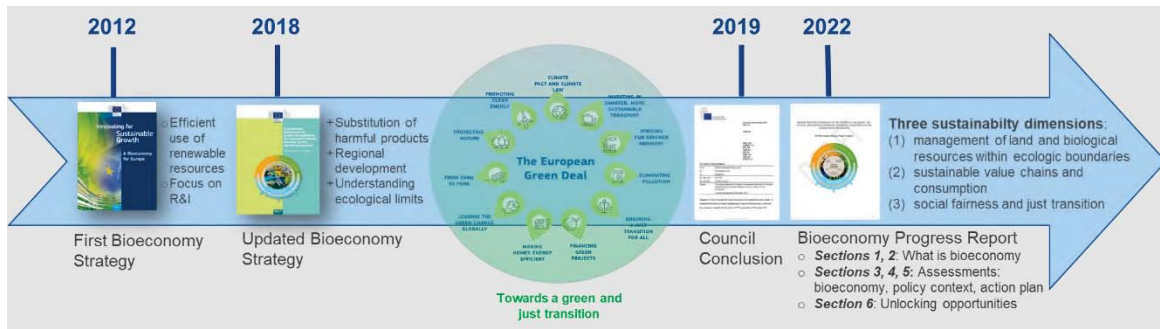 2012
2018
2019
2022
Innovating for
Sustainable
Growth
A Bioeconomy
for Europe
o Efficient
use of
renewable
resources
o Focus on
R&I
First Bioeconomy
Strategy
+Substitution of
harmful products
+Regional
development
+Understanding
ecological limits
Updated Bioeconomy
Strategy
CLIMATE
PACT AND CLIMATE
LAW
PROMOTING
CLEAN
ENERGY
INVESTING IN
SMARTER, MORE
SUSTAINABLE
TRANSPORT
PROTECTING
NATURE
STRIVING
FOR GREENER
INDUSTRY
The European
Green Deal
FROM FARM
TO FORK
ELIMINATING
POLLUTION
LEADING THE
GREEN CHANGE
GLOBALLY
ENSURING
A JUST
TRANSITION
FOR ALL
MAKING
HOMES ENERGY
EFFICIENT
FINANCING
GREEN
PROJECTS
Towards a green and
just transition
Council
Conclusion
Three sustainabilty dimensions:
(1) management of land and biological
resources within ecologic boundaries
(2) sustainable value chains and
consumption
(3) social fairness and just transition
Bioeconomy Progress Report
o Sections 1, 2: What is bioeconomy
o Sections 3, 4, 5: Assessments:
bioeconomy, policy context, action plan
o Section 6: Unlocking opportunities